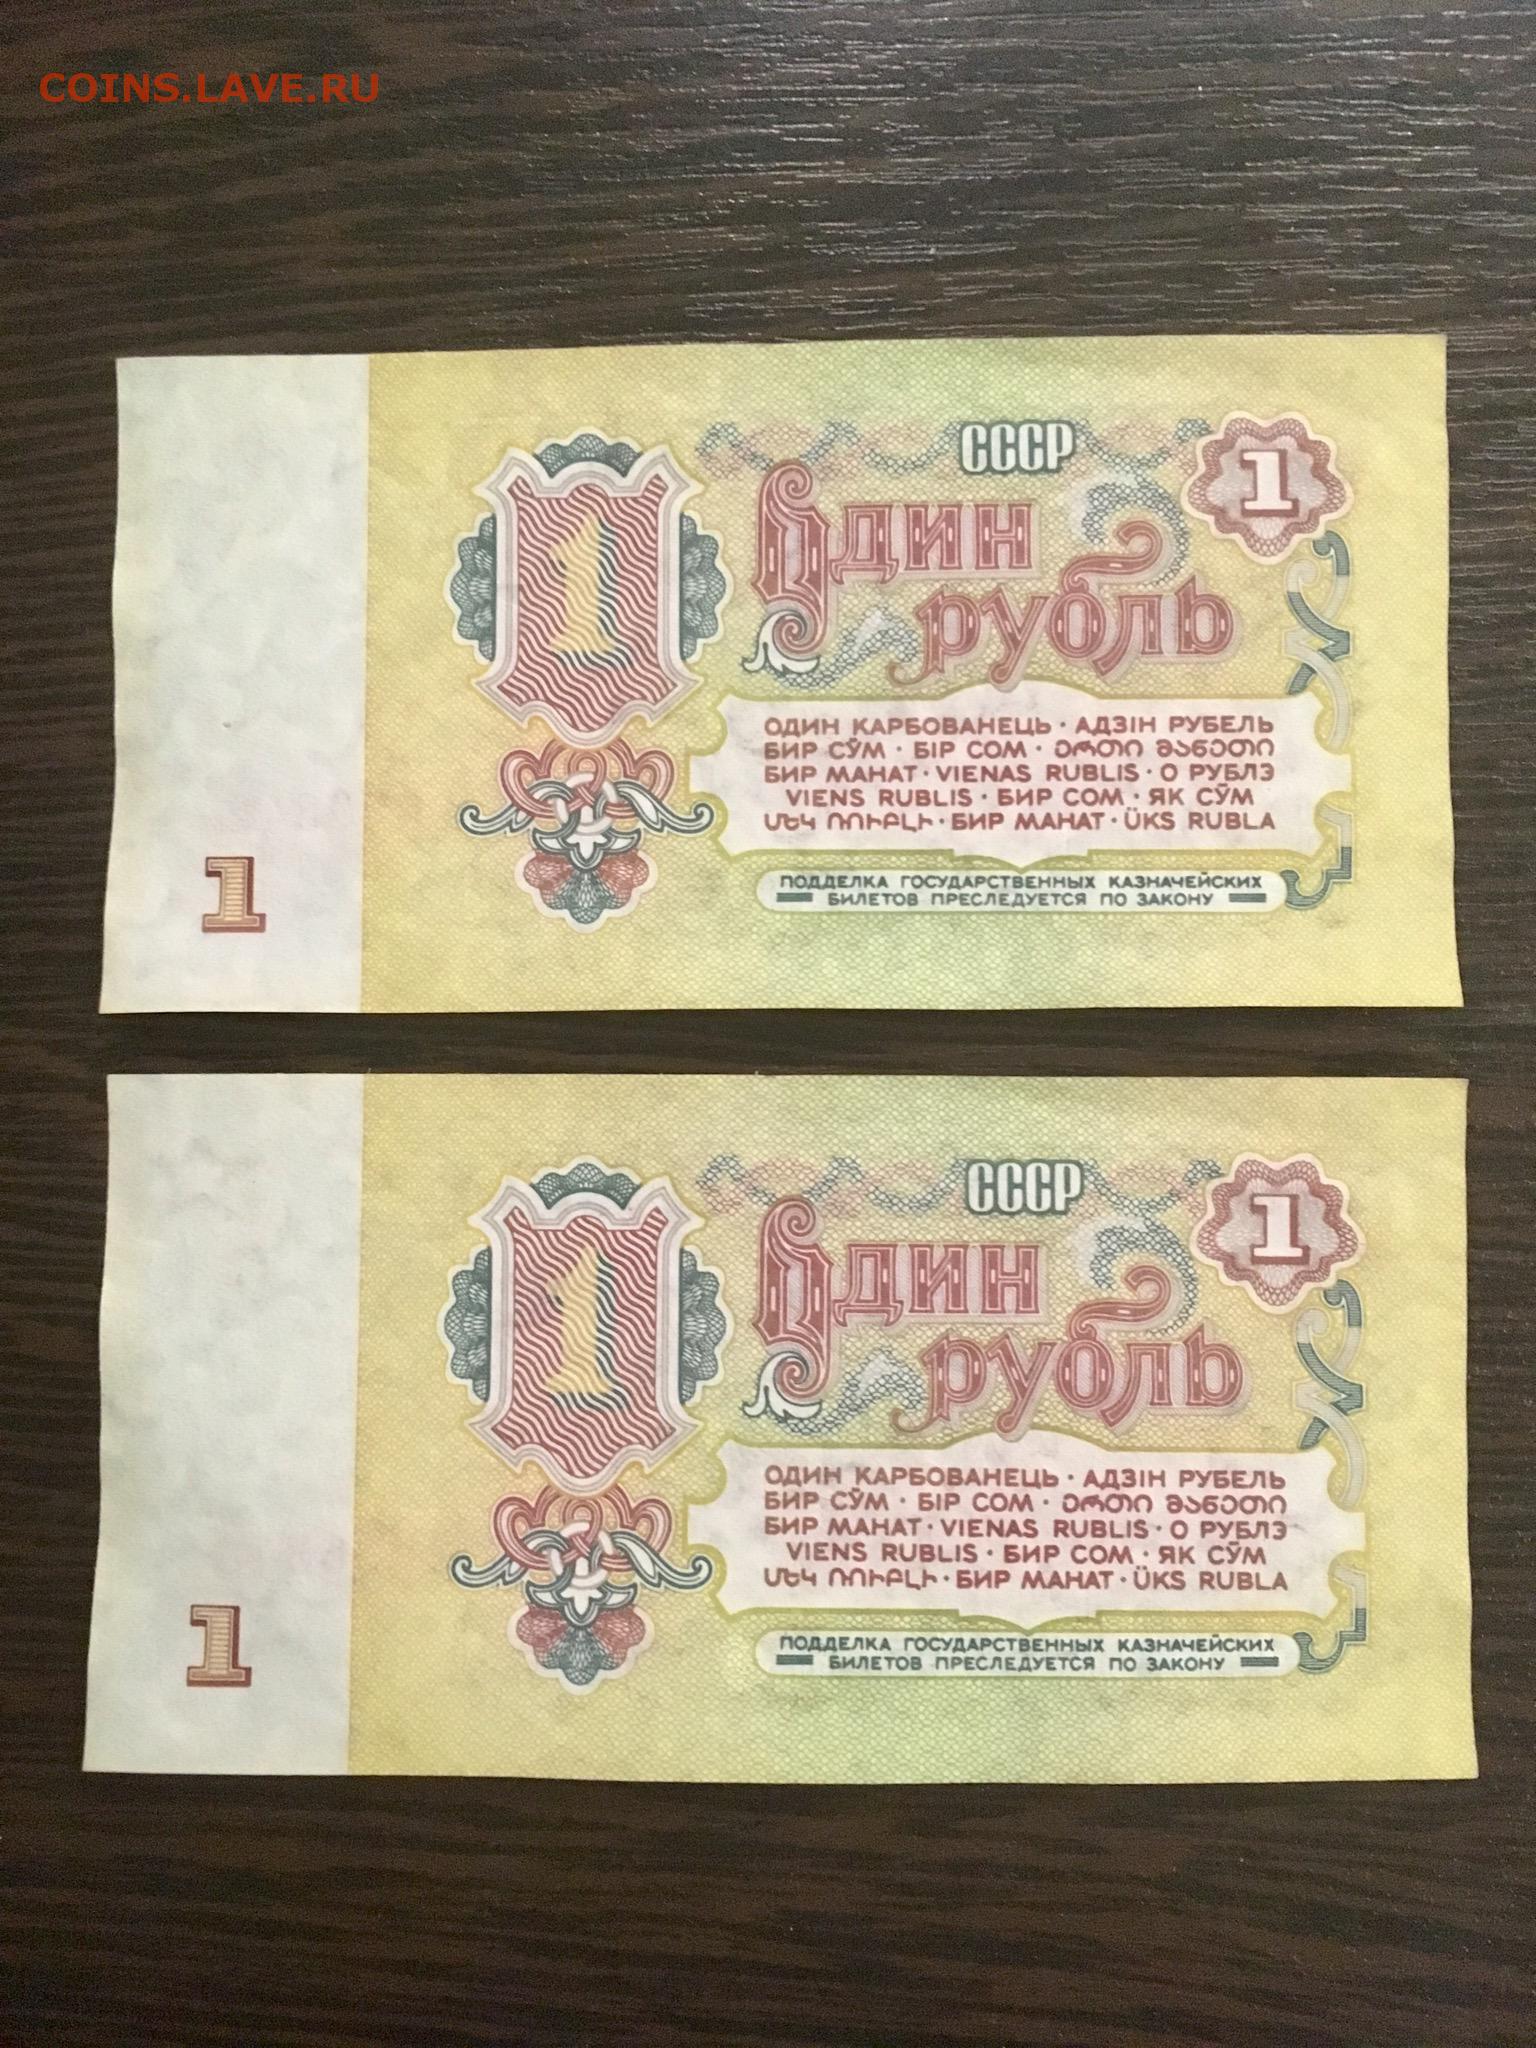 COINS.LAVE.RU
СССР
1
1
Один
рубль
ОДИН КАРБОВАНЕЦЬ · АДЗІН РУБЕЛЬ
БИР СЎМ · БІР СОМ · ᲔᲠᲗᲘ ᲛᲐᲜᲔᲗᲘ
БИР МАНАТ · VIENAS RUBLIS · О РУБЛЭ
VIENS RUBLIS · БИР СОМ · ЯК СӮМ
ՄԵԿ ՌՈՒԲԼԻ · БИР МАНАТ · ÜKS RUBLA
1
ПОДДЕЛКА ГОСУДАРСТВЕННЫХ КАЗНАЧЕЙСКИХ
БИЛЕТОВ ПРЕСЛЕДУЕТСЯ ПО ЗАКОНУ
СССР
1
1
Один
рубль
ОДИН КАРБОВАНЕЦЬ · АДЗІН РУБЕЛЬ
БИР СЎМ · БІР СОМ · ᲔᲠᲗᲘ ᲛᲐᲜᲔᲗᲘ
БИР МАНАТ · VIENAS RUBLIS · О РУБЛЭ
VIENS RUBLIS · БИР СОМ · ЯК СӮМ
ՄԵԿ ՌՈՒԲԼԻ · БИР МАНАТ · ÜKS RUBLA
1
ПОДДЕЛКА ГОСУДАРСТВЕННЫХ КАЗНАЧЕЙСКИХ
БИЛЕТОВ ПРЕСЛЕДУЕТСЯ ПО ЗАКОНУ